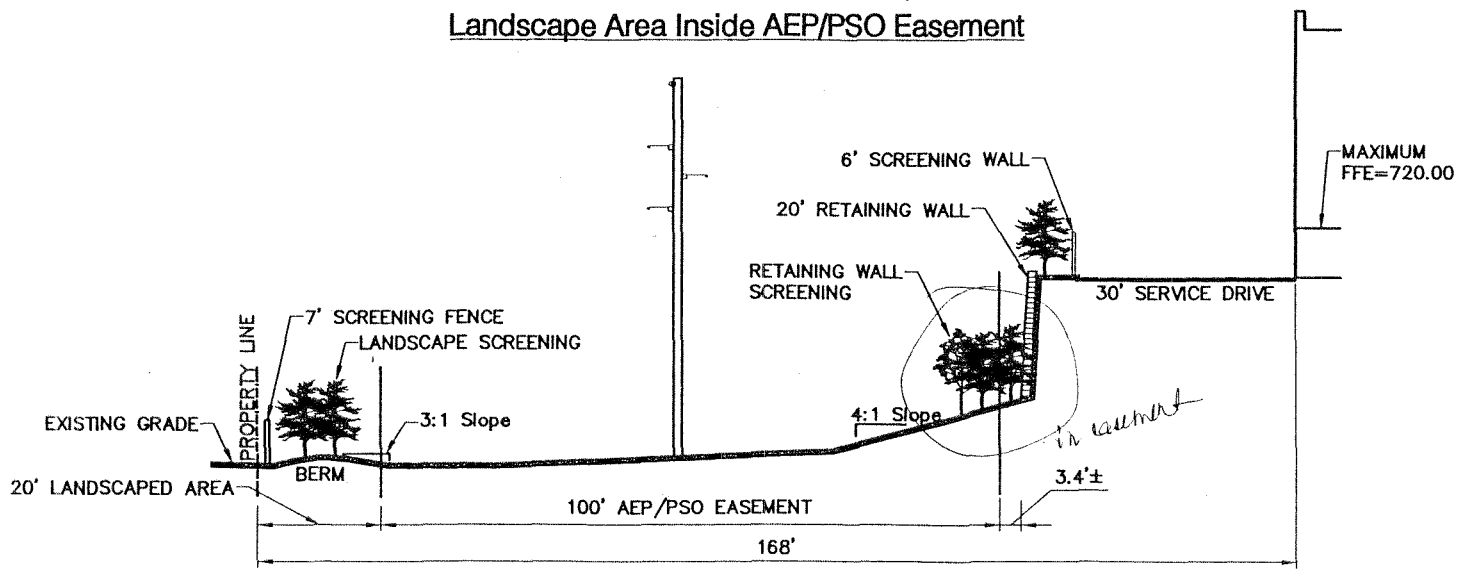 Landscape Area Inside AEP/PSO Easement
6' SCREENING WALL
MAXIMUM
FFE=720.00
20' RETAINING WALL
RETAINING WALL
SCREENING
30' SERVICE DRIVE
PROPERTY LINE
7' SCREENING FENCE
LANDSCAPE SCREENING
EXISTING GRADE
3:1 Slope
4:1 Slope
in easement
BERM
20' LANDSCAPED AREA
100' AEP/PSO EASEMENT
3.4'±
168'